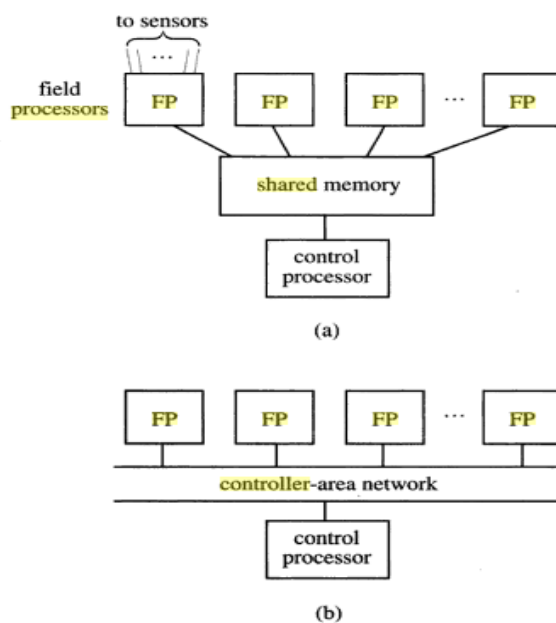 to sensors
...
field
processors
FP FP FP ... FP
shared memory
control
processor
(a)
FP FP FP ... FP
controller-area network
control
processor
(b)